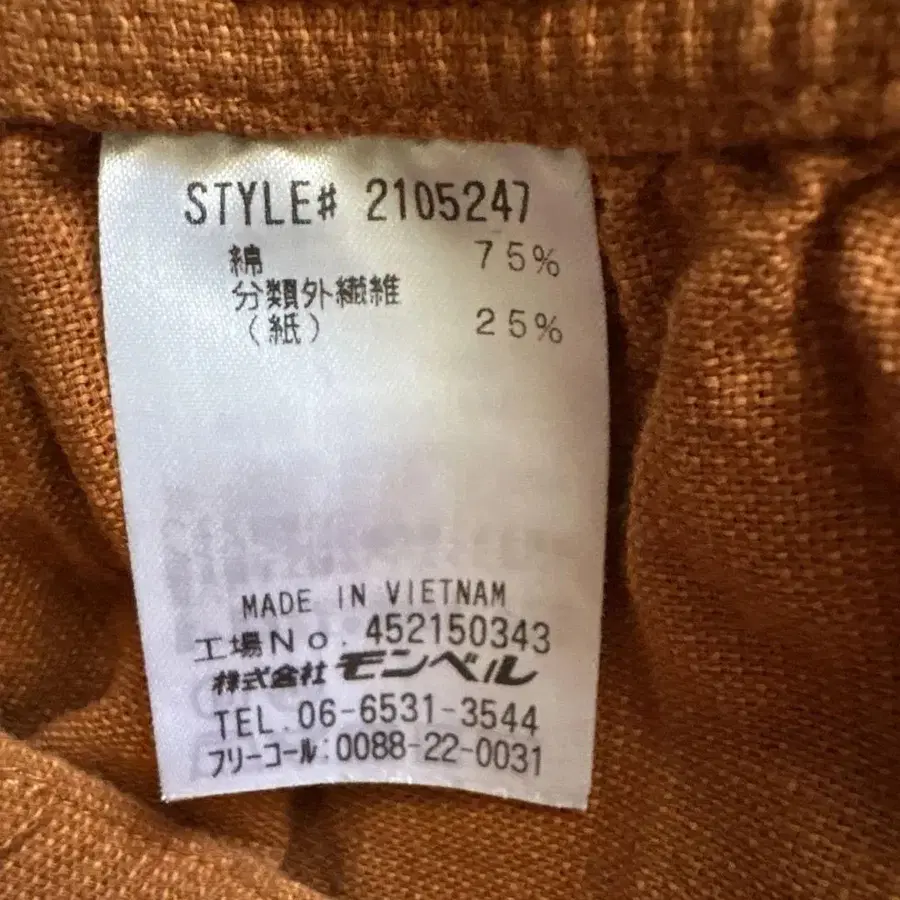 STYLE# 2105247
綿 75%
分類外繊維
(紙) 25%
MADE IN VIETNAM
工場No. 452150343
株式会社 モンベル
TEL. 06-6531-3544
フリーコール:0088-22-0031